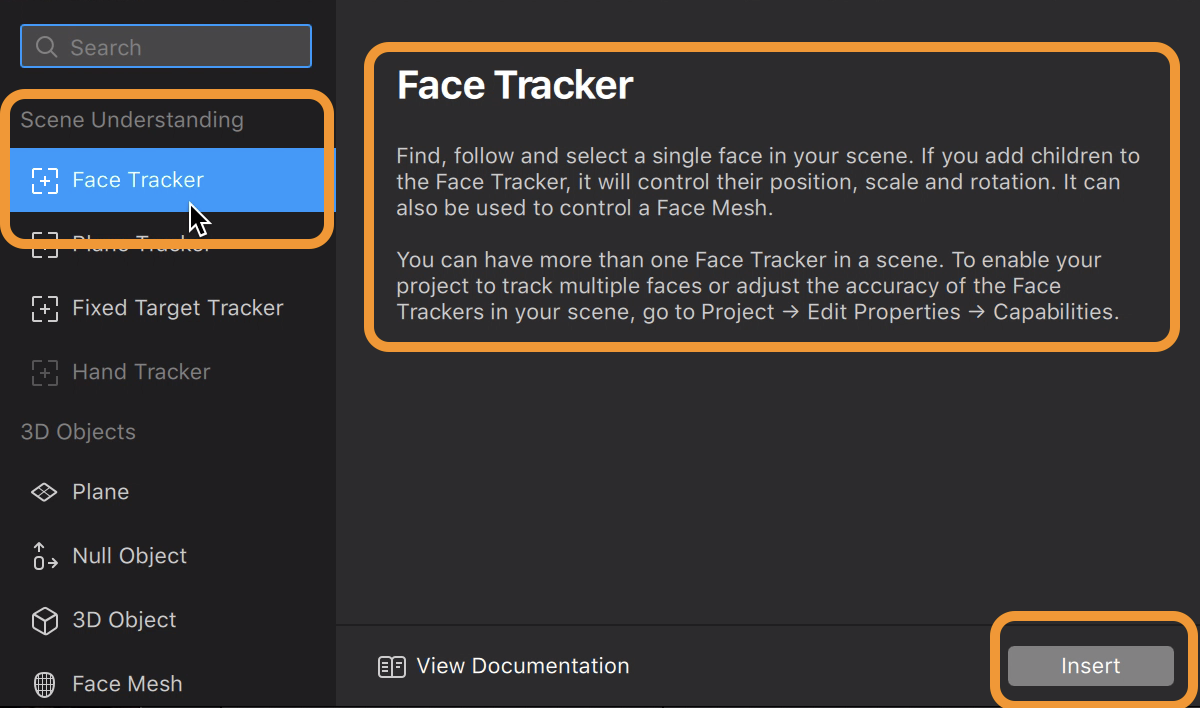 Search
Scene Understanding
Face Tracker
Plane Tracker
Fixed Target Tracker
Hand Tracker
3D Objects
Plane
Null Object
3D Object
Face Mesh
Face Tracker
Find, follow and select a single face in your scene. If you add children to
the Face Tracker, it will control their position, scale and rotation. It can
also be used to control a Face Mesh.
You can have more than one Face Tracker in a scene. To enable your
project to track multiple faces or adjust the accuracy of the Face
Trackers in your scene, go to Project → Edit Properties → Capabilities.
View Documentation
Insert